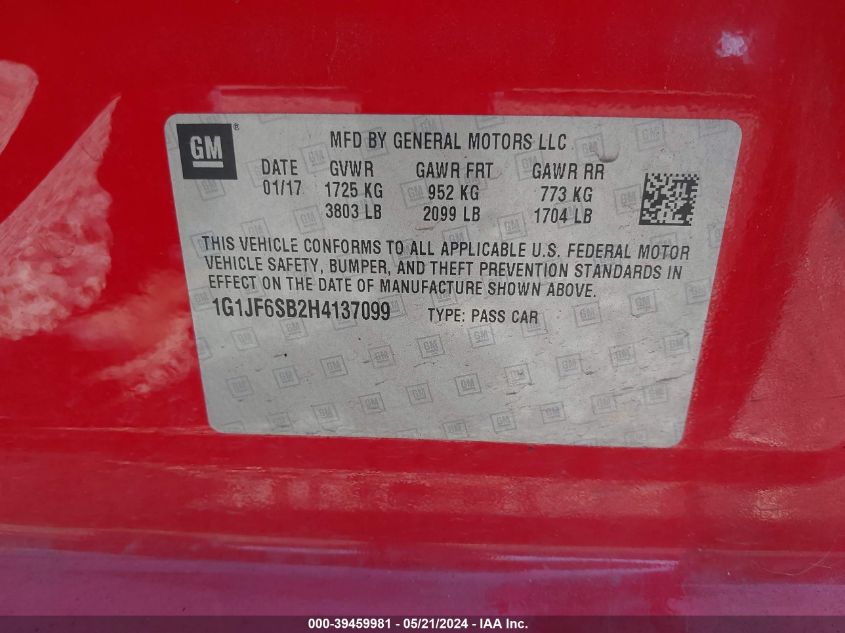 GM ®
MFD BY GENERAL MOTORS LLC
DATE GVWR GAWR FRT GAWR RR
01/17 1725 KG 952 KG 773 KG
3803 LB 2099 LB 1704 LB
THIS VEHICLE CONFORMS TO ALL APPLICABLE U.S. FEDERAL MOTOR
VEHICLE SAFETY, BUMPER, AND THEFT PREVENTION STANDARDS IN
EFFECT ON THE DATE OF MANUFACTURE SHOWN ABOVE.
1G1JF6SB2H4137099 TYPE: PASS CAR
000-39459981 - 05/21/2024 - IAA Inc.